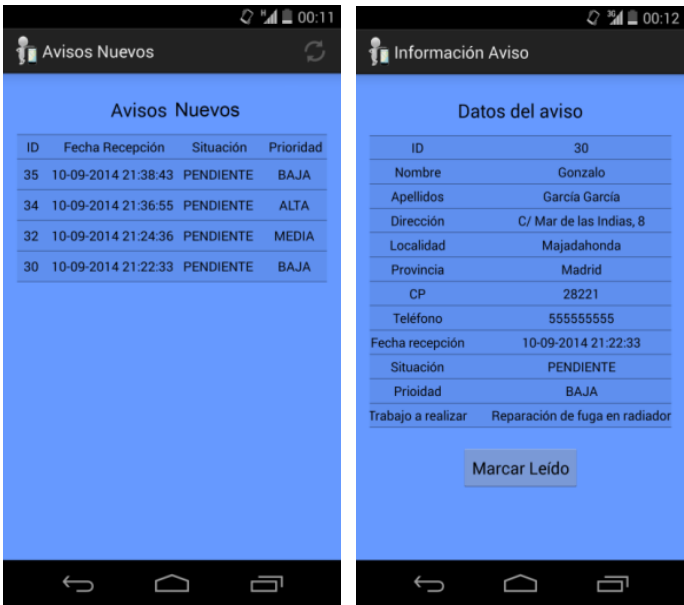 H 00:11
Avisos Nuevos
Avisos Nuevos
ID Fecha Recepción Situación Prioridad
35 10-09-2014 21:38:43 PENDIENTE BAJA
34 10-09-2014 21:36:55 PENDIENTE ALTA
32 10-09-2014 21:24:36 PENDIENTE MEDIA
30 10-09-2014 21:22:33 PENDIENTE BAJA
3G 00:12
Información Aviso
Datos del aviso
ID 30
Nombre Gonzalo
Apellidos García García
Dirección C/ Mar de las Indias, 8
Localidad Majadahonda
Provincia Madrid
CP 28221
Teléfono 555555555
Fecha recepción 10-09-2014 21:22:33
Situación PENDIENTE
Prioidad BAJA
Trabajo a realizar Reparación de fuga en radiador
Marcar Leído